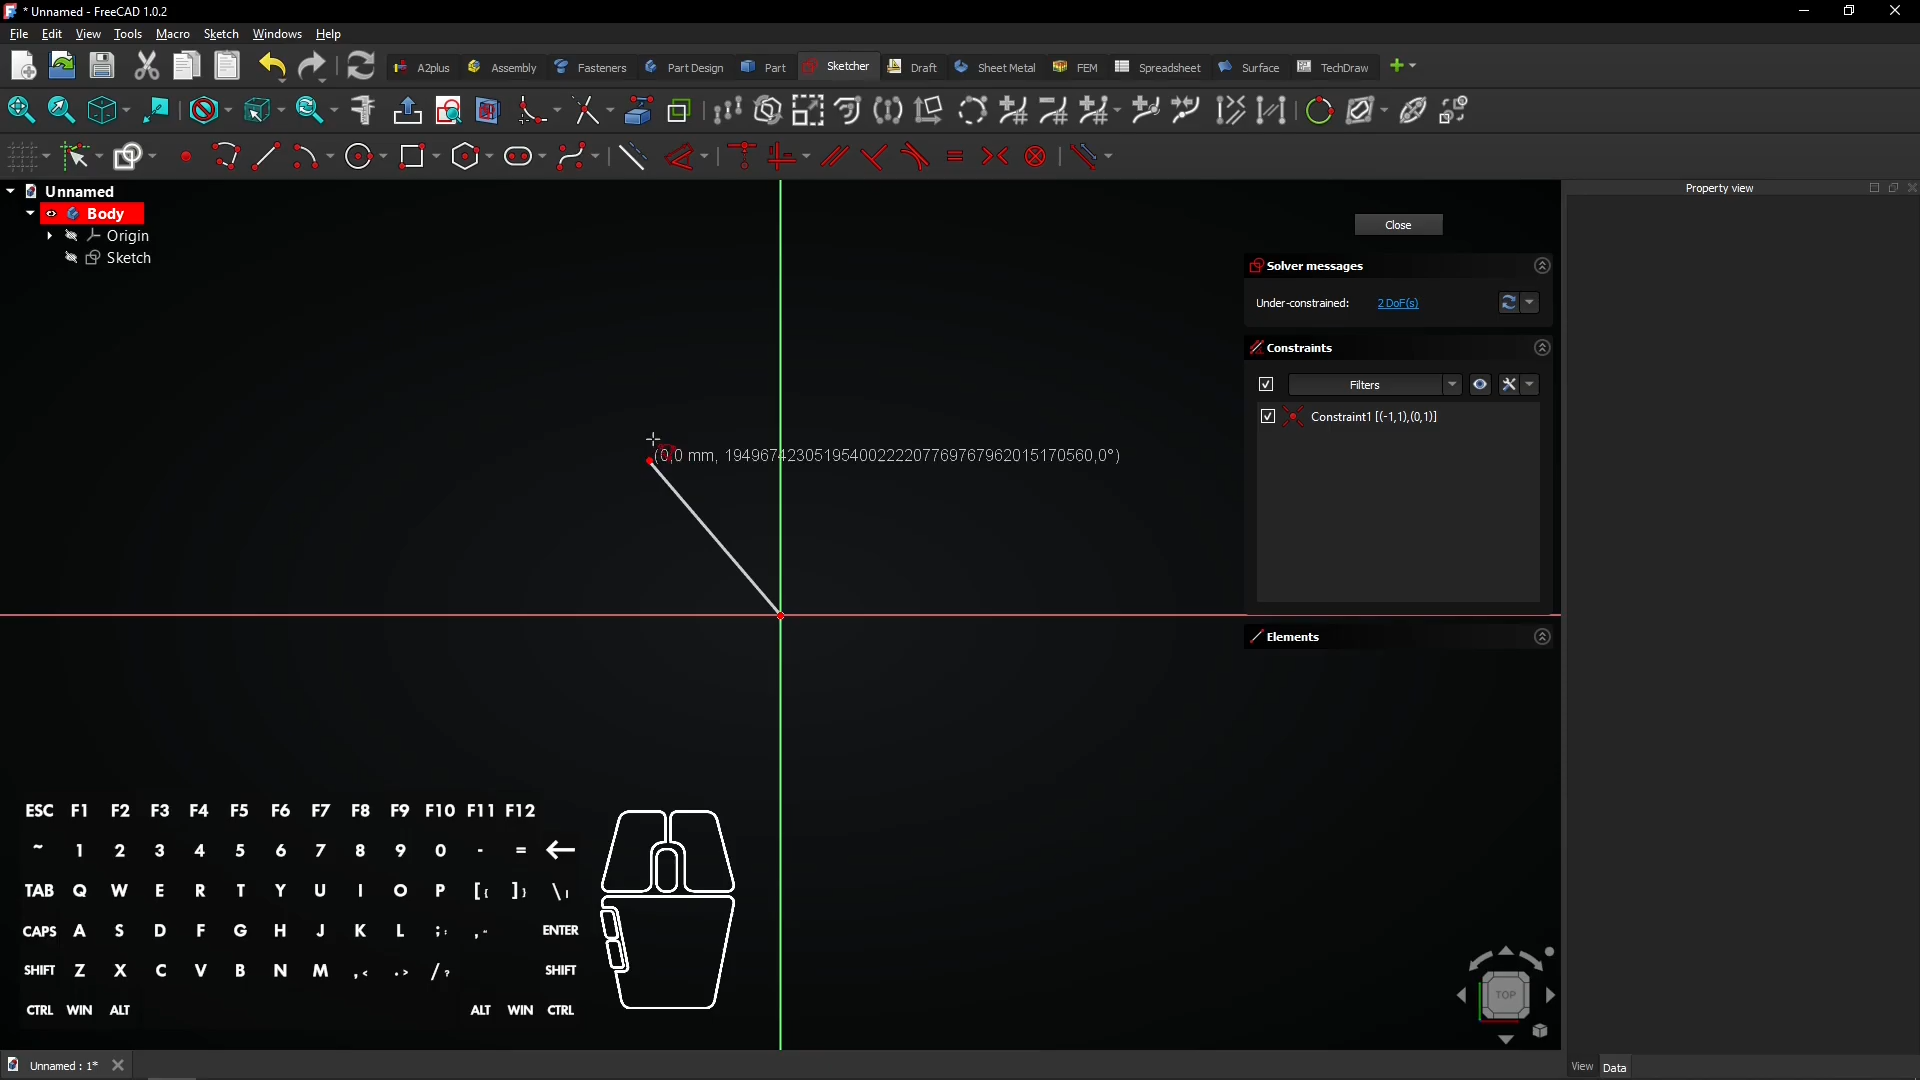 * Unnamed - FreeCAD 1.0.2
File Edit View Tools Macro Sketch Windows Help
A2plus Assembly Fasteners Part Design Part Sketcher Draft Sheet Metal FEM Spreadsheet Surface TechDraw
Unnamed
Body
Origin
Sketch
Property view
Close
Solver messages
Under-constrained: 2 DoF(s)
Constraints
Filters
Constraint1 [(-1,1),(0,1)]
(0,0 mm, 19496742305195400222207769767962015170560,0°)
Elements
ESC F1 F2 F3 F4 F5 F6 F7 F8 F9 F10 F11 F12
~ 1 2 3 4 5 6 7 8 9 0 - =
TAB Q W E R T Y U I O P [{ ]} \|
CAPS A S D F G H J K L ;: ,“ ENTER
SHIFT Z X C V B N M ,< .> /? SHIFT
CTRL WIN ALT ALT WIN CTRL
TOP
Unnamed : 1*
View Data